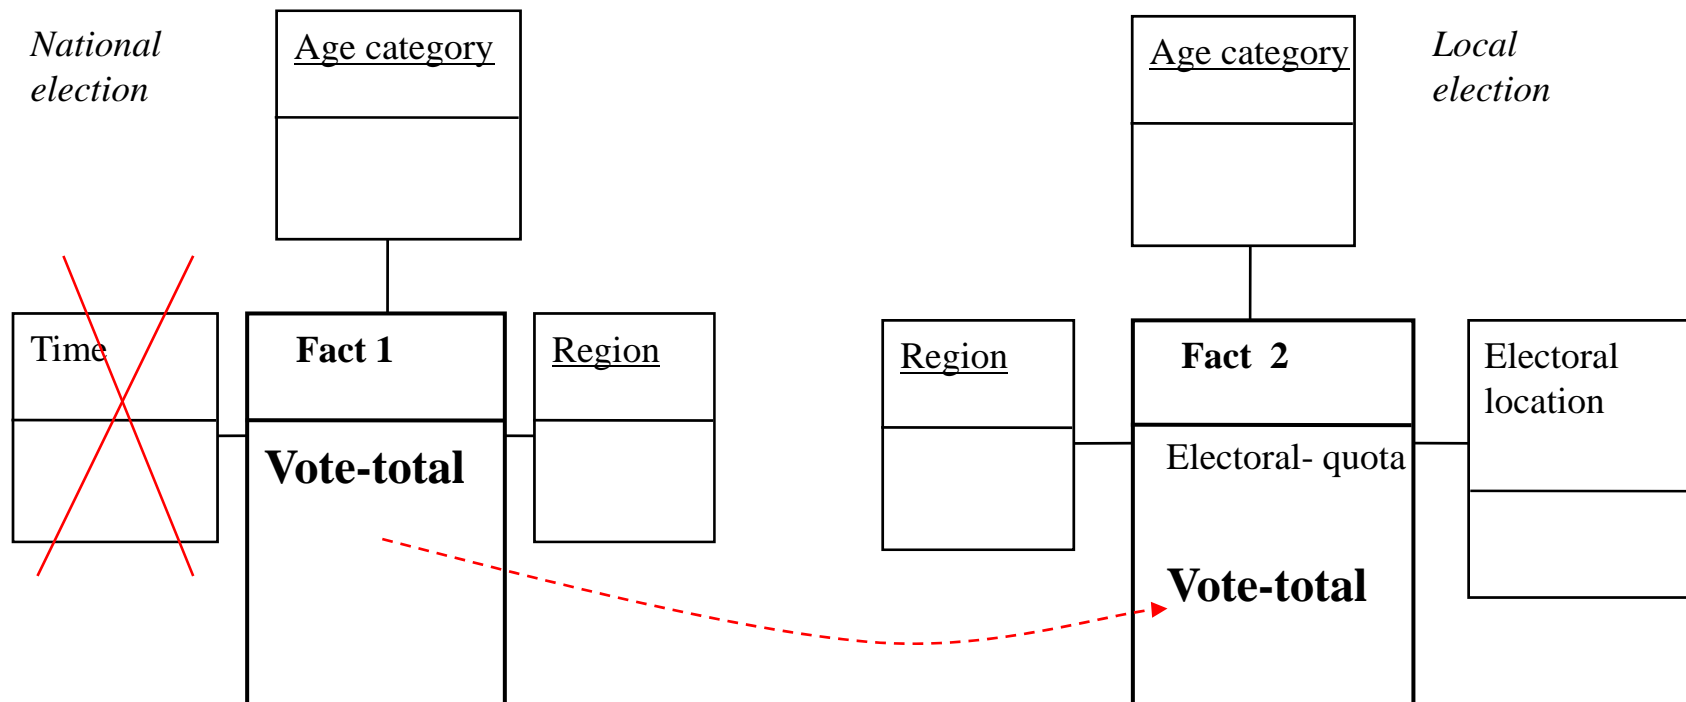 National
election
Age category
Time
Fact 1
Region
Vote-total
Age category
Local
election
Region
Fact  2
Electoral
location
Electoral- quota
Vote-total